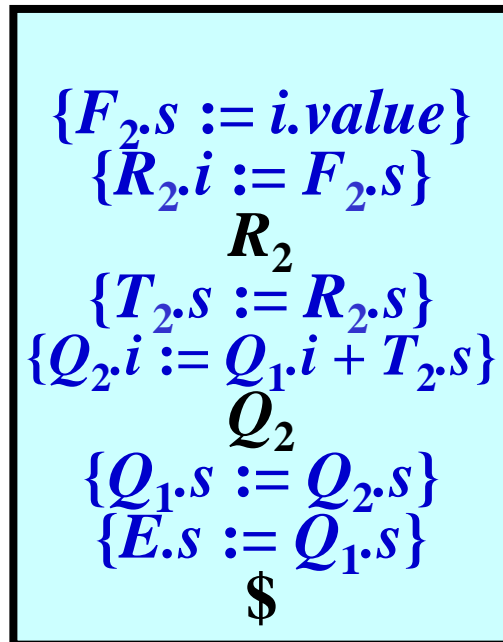 {F₂.s := i.value}
{R₂.i := F₂.s}
R₂
{T₂.s := R₂.s}
{Q₂.i := Q₁.i + T₂.s}
Q₂
{Q₁.s := Q₂.s}
{E.s := Q₁.s}
$